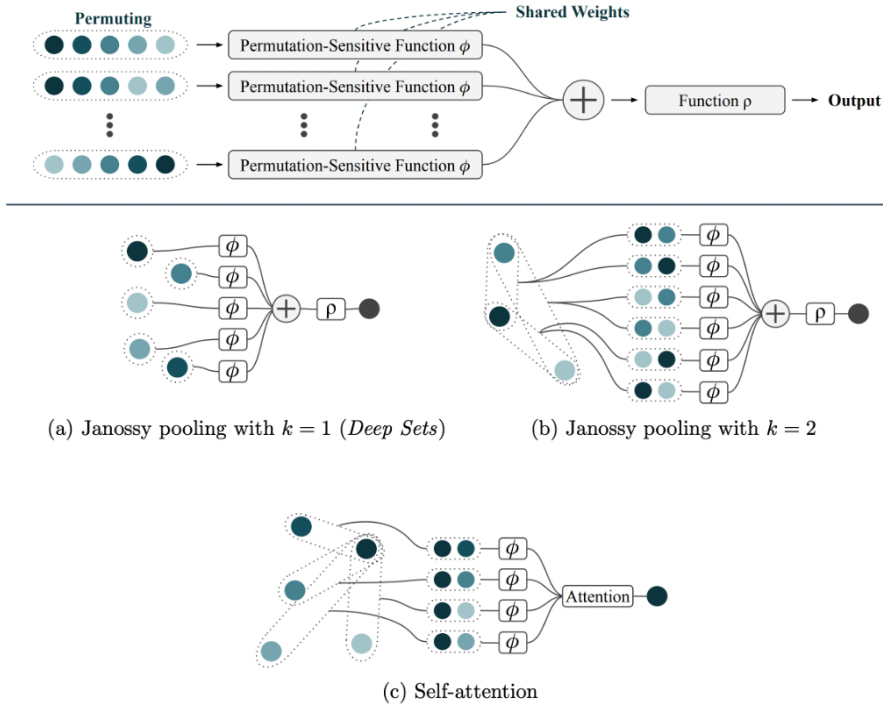 Permuting
Shared Weights
Permutation-Sensitive Function ϕ
Permutation-Sensitive Function ϕ
Function ρ
Output
Permutation-Sensitive Function ϕ
ϕ
ϕ
ϕ
ϕ
ϕ
ρ
ϕ
ϕ
ϕ
ϕ
ϕ
ϕ
ρ
(a) Janossy pooling with k = 1 (Deep Sets)
(b) Janossy pooling with k = 2
ϕ
ϕ
ϕ
ϕ
Attention
(c) Self-attention